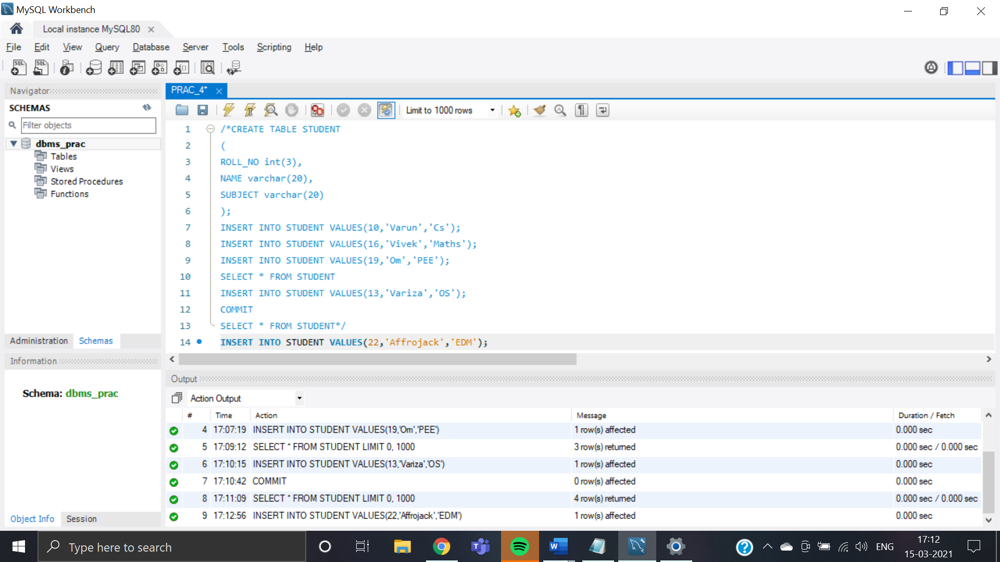 MySQL Workbench
Local instance MySQL80
File Edit View Query Database Server Tools Scripting Help
Navigator
SCHEMAS
Filter objects
dbms_prac
Tables
Views
Stored Procedures
Functions
Administration Schemas
Information
Schema: dbms_prac
Object Info Session
PRAC_4*
Limit to 1000 rows
1 /*CREATE TABLE STUDENT
2 (
3 ROLL_NO int(3),
4 NAME varchar(20),
5 SUBJECT varchar(20)
6 );
7 INSERT INTO STUDENT VALUES(10,'Varun','Cs');
8 INSERT INTO STUDENT VALUES(16,'Vivek','Maths');
9 INSERT INTO STUDENT VALUES(19,'Om','PEE');
10 SELECT * FROM STUDENT
11 INSERT INTO STUDENT VALUES(13,'Variza','OS');
12 COMMIT
13 SELECT * FROM STUDENT*/
14 INSERT INTO STUDENT VALUES(22,'Affrojack','EDM');
Output
Action Output
# Time Action Message Duration / Fetch
4 17:07:19 INSERT INTO STUDENT VALUES(19,'Om','PEE') 1 row(s) affected 0.000 sec
5 17:09:12 SELECT * FROM STUDENT LIMIT 0, 1000 3 row(s) returned 0.000 sec / 0.000 sec
6 17:10:15 INSERT INTO STUDENT VALUES(13,'Variza','OS') 1 row(s) affected 0.000 sec
7 17:10:42 COMMIT 0 row(s) affected 0.000 sec
8 17:11:09 SELECT * FROM STUDENT LIMIT 0, 1000 4 row(s) returned 0.000 sec / 0.000 sec
9 17:12:56 INSERT INTO STUDENT VALUES(22,'Affrojack','EDM') 1 row(s) affected 0.000 sec
Type here to search
ENG
17:12
15-03-2021